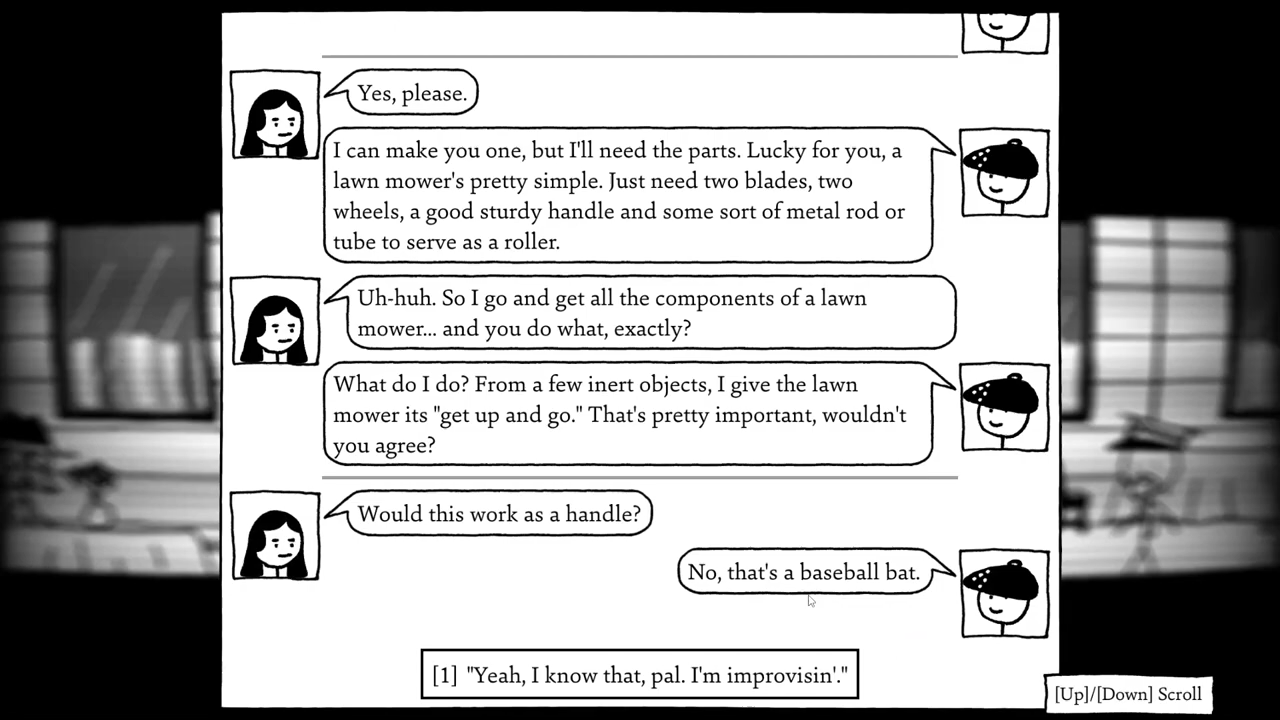 Yes, please.
I can make you one, but I'll need the parts. Lucky for you, a
lawn mower's pretty simple. Just need two blades, two
wheels, a good sturdy handle and some sort of metal rod or
tube to serve as a roller.
Uh-huh. So I go and get all the components of a lawn
mower... and you do what, exactly?
What do I do? From a few inert objects, I give the lawn
mower its "get up and go." That's pretty important, wouldn't
you agree?
Would this work as a handle?
No, that's a baseball bat.
[1] "Yeah, I know that, pal. I'm improvisin'."
[Up]/[Down] Scroll